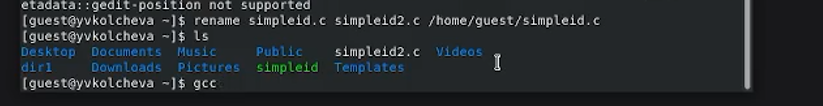 etadata::gedit-position not supported
[guest@yvkolcheva ~]$ rename simpleid.c simpleid2.c /home/guest/simpleid.c
[guest@yvkolcheva ~]$ ls
Desktop Documents Music Public simpleid2.c Videos
dir1 Downloads Pictures simpleid Templates
[guest@yvkolcheva ~]$ gcc